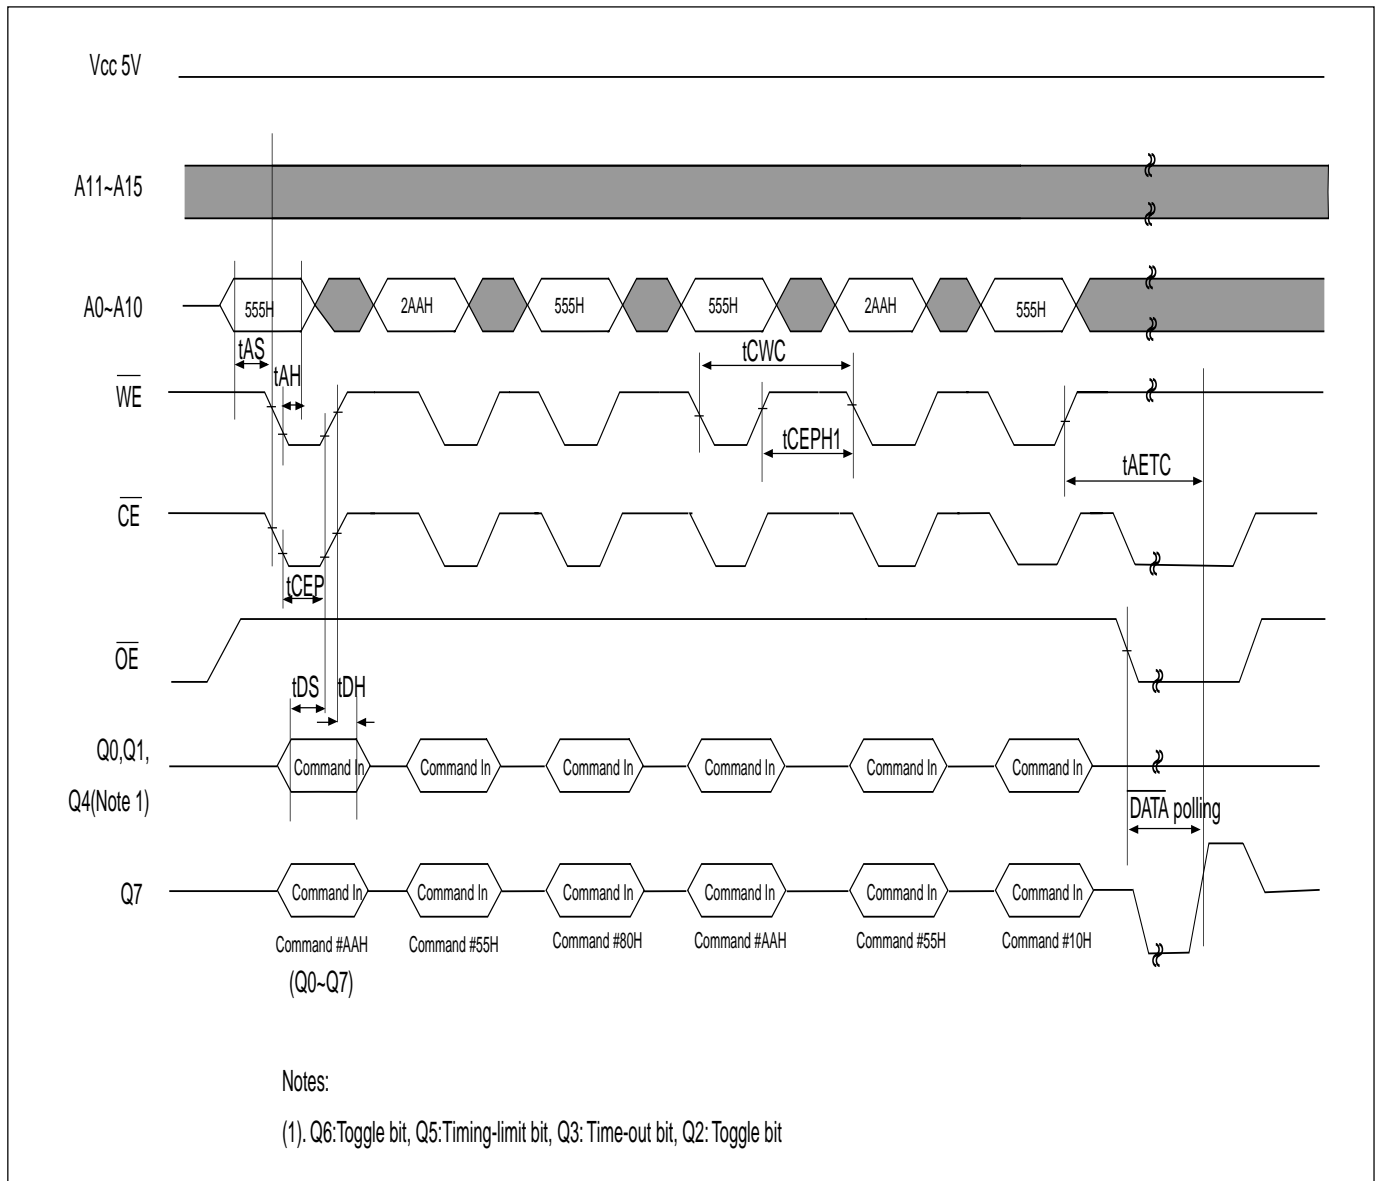 Vcc 5V
A11~A15
A0~A10
555H 2AAH 555H 555H 2AAH 555H
tAS
tAH
tCWC
WE
tCEPH1
tAETC
CE
tCEP
OE
tDS tDH
Q0,Q1,
Q4(Note 1)
Command In Command In Command In Command In Command In Command In
DATA polling
Q7
Command In Command In Command In Command In Command In Command In
Command #AAH Command #55H Command #80H Command #AAH Command #55H Command #10H
(Q0~Q7)
Notes:
(1). Q6:Toggle bit, Q5:Timing-limit bit, Q3: Time-out bit, Q2: Toggle bit